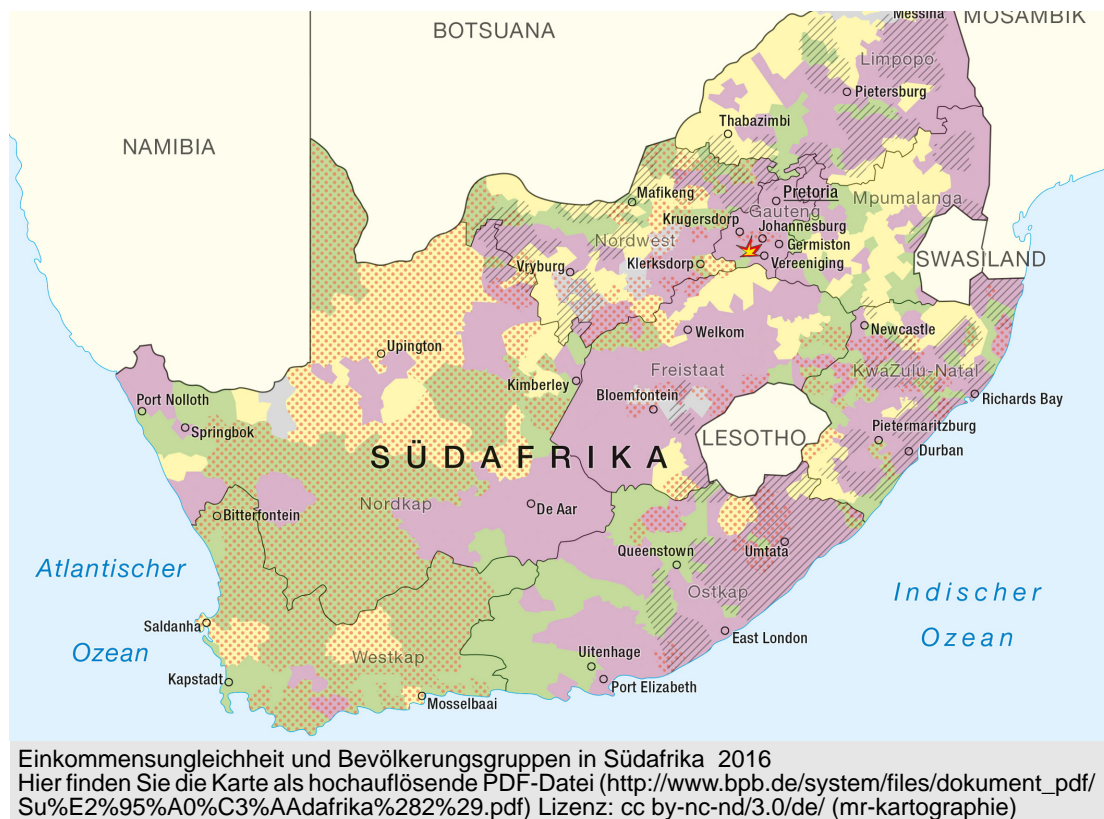 Messina
MOSAMBIK
BOTSUANA
Limpopo
Pietersburg
Thabazimbi
NAMIBIA
Mafikeng
Pretoria
Mpumalanga
Krugersdorp
Gauteng
Johannesburg
Nordwest
Germiston
Klerksdorp
Vereeniging
SWASILAND
Vryburg
Welkom
Newcastle
Upington
Freistaat
KwaZulu-Natal
Kimberley
Port Nolloth
Bloemfontein
Richards Bay
Springbok
Pietermaritzburg
LESOTHO
Durban
SÜDAFRIKA
Nordkap
De Aar
Bitterfontein
Queenstown
Umtata
Atlantischer
Ozean
Ostkap
Indischer
Ozean
Saldanha
East London
Westkap
Uitenhage
Kapstadt
Port Elizabeth
Mosselbaai
Einkommensungleichheit und Bevölkerungsgruppen in Südafrika 2016
Hier finden Sie die Karte als hochauflösende PDF-Datei (http://www.bpb.de/system/files/dokument_pdf/
Su%E2%95%A0%C3%AAdafrika%282%29.pdf) Lizenz: cc by-nc-nd/3.0/de/ (mr-kartographie)